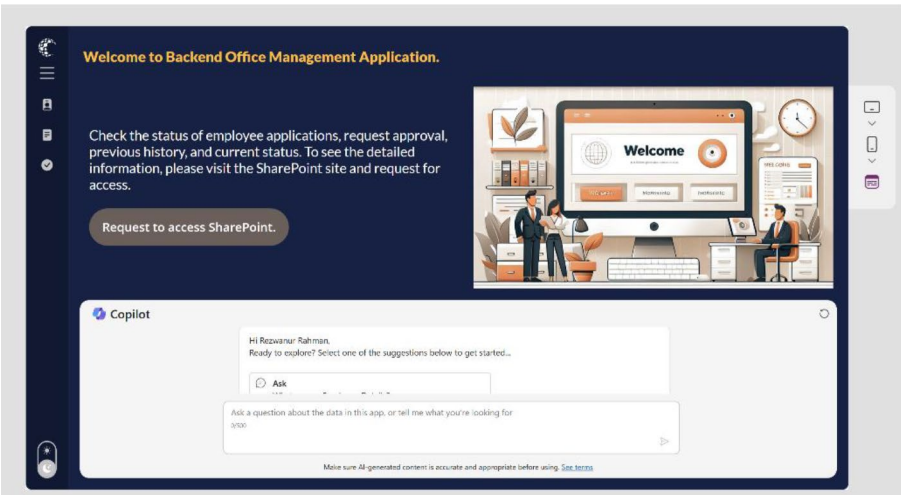 Welcome to Backend Office Management Application.
Check the status of employee applications, request approval,
previous history, and current status. To see the detailed
information, please visit the SharePoint site and request for
access.
Request to access SharePoint.
Welcome
Copilot
Hi Rezwanur Rahman,
Ready to explore? Select one of the suggestions below to get started...
Ask
Ask a question about the data in this app, or tell me what you're looking for
0/500
Make sure AI-generated content is accurate and appropriate before using. See terms